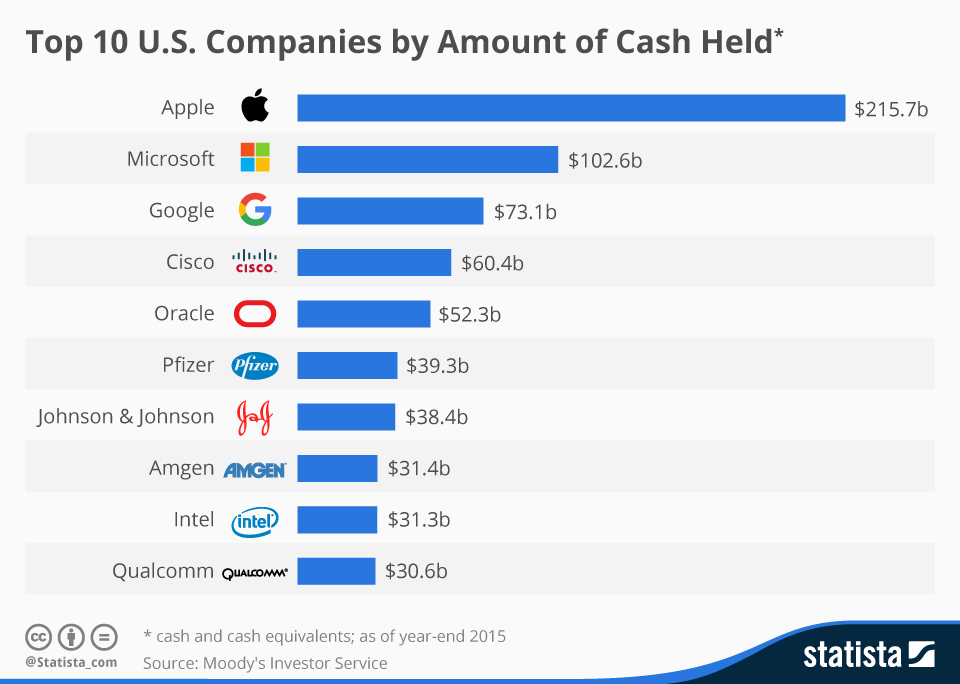 Top 10 U.S. Companies by Amount of Cash Held*
Apple $215.7b
Microsoft $102.6b
Google $73.1b
Cisco CISCO. $60.4b
Oracle $52.3b
Pfizer Pfizer $39.3b
Johnson & Johnson J&J $38.4b
Amgen AMGEN® $31.4b
Intel intel® $31.3b
Qualcomm QUALCOMM® $30.6b
cc =
* cash and cash equivalents; as of year-end 2015
@Statista_com Source: Moody's Investor Service
statista